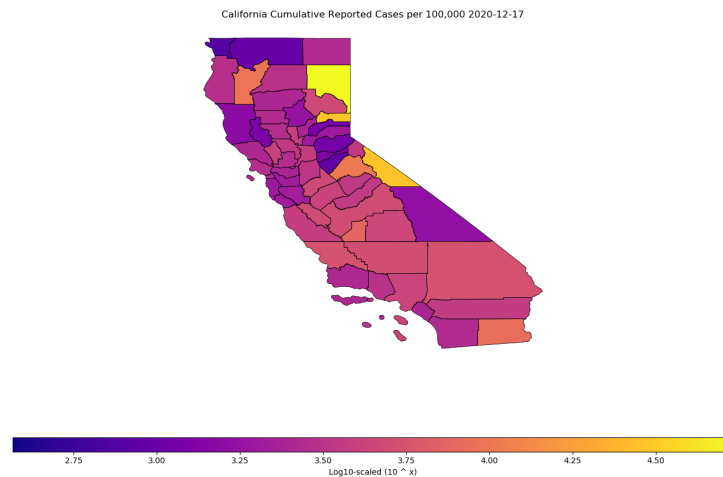 California Cumulative Reported Cases per 100,000 2020-12-17
2.75 3.00 3.25 3.50 3.75 4.00 4.25 4.50
Log10-scaled (10 ^ x)